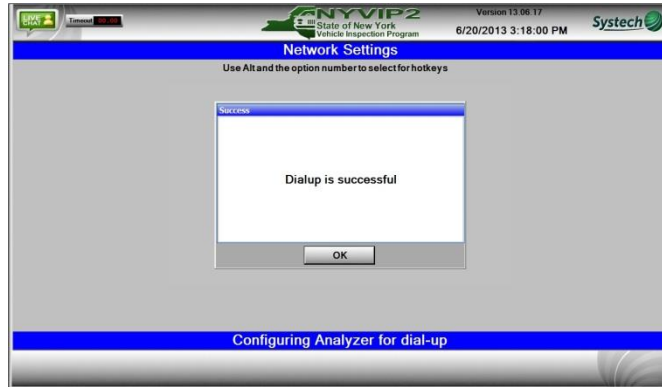 LIVE
CHAT
Timeout 00:00
NYVIP2
State of New York
Vehicle Inspection Program
Version 13.06.17
6/20/2013 3:18:00 PM
Systech
Network Settings
Use Alt and the option number to select for hotkeys
Success
Dialup is successful
OK
Configuring Analyzer for dial-up